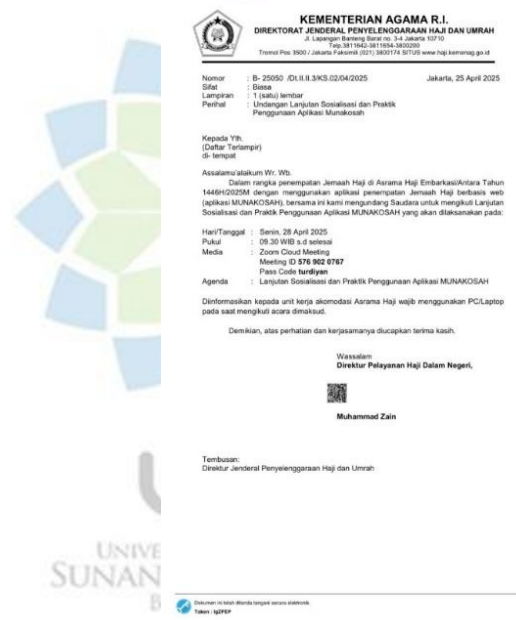 KEMENTERIAN AGAMA R.I.
DIREKTORAT JENDERAL PENYELENGGARAAN HAJI DAN UMRAH
Jl. Lapangan Banteng Barat no. 3-4 Jakarta 10710
Telp.3811642-3811654-3800200
Tromol Pos 3500 / Jakarta Faksimili (021) 3800174 SITUS www.haji.kemenag.go.id
Nomor : B- 25050 /Dt.II.II.3/KS.02/04/2025 Jakarta, 25 April 2025
Sifat : Biasa
Lampiran : 1 (satu) lembar
Perihal : Undangan Lanjutan Sosialisasi dan Praktik
Penggunaan Aplikasi Munakosah
Kepada Yth.
(Daftar Terlampir)
di- tempat
Assalamu'alaikum Wr. Wb.
Dalam rangka penempatan Jemaah Haji di Asrama Haji Embarkasi/Antara Tahun
1446H/2025M dengan menggunakan aplikasi penempatan Jemaah Haji berbasis web
(aplikasi MUNAKOSAH), bersama ini kami mengundang Saudara untuk mengikuti Lanjutan
Sosialisasi dan Praktik Penggunaan Aplikasi MUNAKOSAH yang akan dilaksanakan pada:
Hari/Tanggal : Senin, 28 April 2025
Pukul : 09.30 WIB s.d selesai
Media : Zoom Cloud Meeting
Meeting ID 576 902 0767
Pass Code turdiyan
Agenda : Lanjutan Sosialisasi dan Praktik Penggunaan Aplikasi MUNAKOSAH
Diinformasikan kepada unit kerja akomodasi Asrama Haji wajib menggunakan PC/Laptop
pada saat mengikuti acara dimaksud.
Demikian, atas perhatian dan kerjasamanya diucapkan terima kasih.
Wassalam
Direktur Pelayanan Haji Dalam Negeri,
Muhammad Zain
Tembusan:
Direktur Jenderal Penyelenggaraan Haji dan Umrah
UNIVE
SUNAN
B
Dokumen ini telah ditanda tangani secara elektronik.